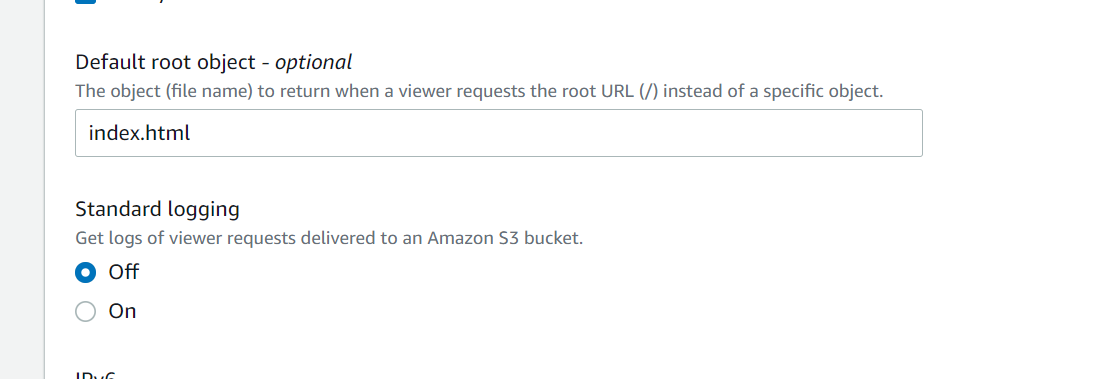 Default root object - optional
The object (file name) to return when a viewer requests the root URL (/) instead of a specific object.
index.html
Standard logging
Get logs of viewer requests delivered to an Amazon S3 bucket.
Off
On
IPv6